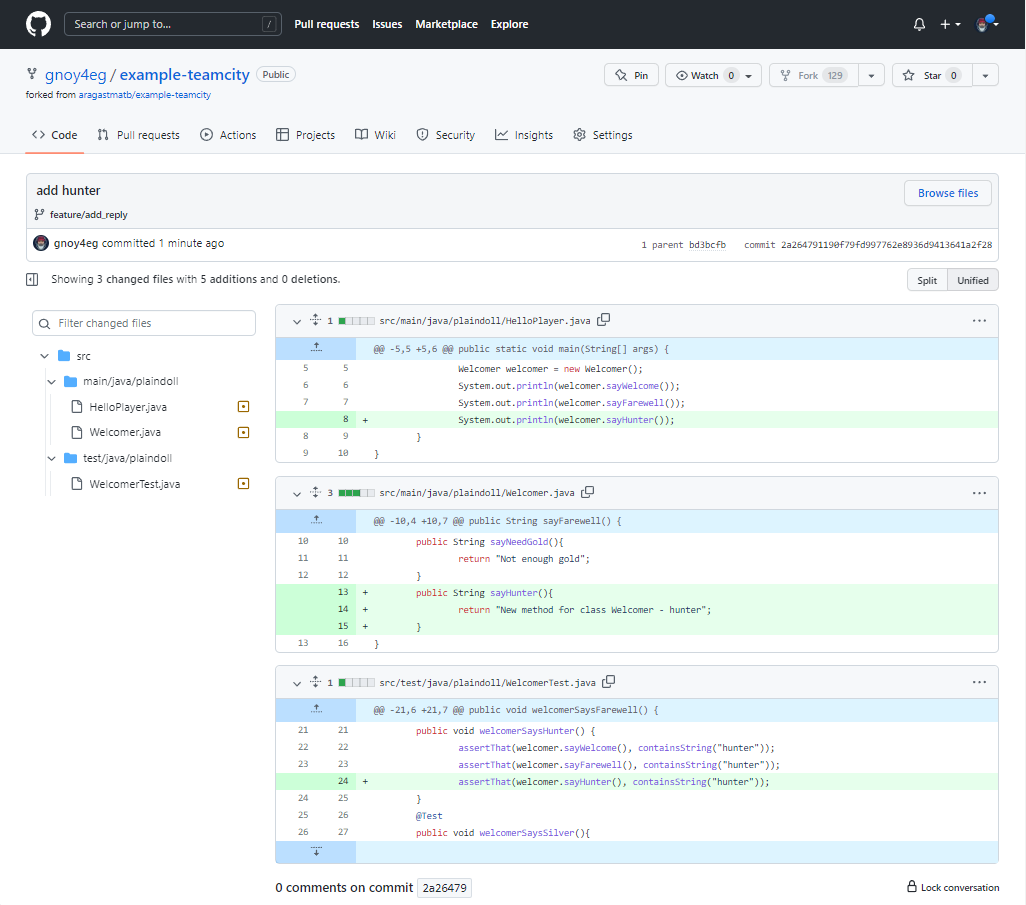 Search or jump to... /
Pull requests Issues Marketplace Explore
gnoy4eg / example-teamcity Public
forked from aragastmatb/example-teamcity
Pin Watch 0 Fork 129 Star 0
Code Pull requests Actions Projects Wiki Security Insights Settings
add hunter
Browse files
feature/add_reply
gnoy4eg committed 1 minute ago
1 parent bd3bcfb commit 2a264791190f79fd997762e8936d9413641a2f28
Showing 3 changed files with 5 additions and 0 deletions.
Split Unified
Filter changed files
src
main/java/plaindoll
HelloPlayer.java
Welcomer.java
test/java/plaindoll
WelcomerTest.java
1 src/main/java/plaindoll/HelloPlayer.java
@@ -5,5 +5,6 @@ public static void main(String[] args) {
5 5 Welcomer welcomer = new Welcomer();
6 6 System.out.println(welcomer.sayWelcome());
7 7 System.out.println(welcomer.sayFarewell());
8 + System.out.println(welcomer.sayHunter());
8 9 }
9 10 }
3 src/main/java/plaindoll/Welcomer.java
@@ -10,4 +10,7 @@ public String sayFarewell() {
10 10 public String sayNeedGold(){
11 11 return "Not enough gold";
12 12 }
13 + public String sayHunter(){
14 + return "New method for class Welcomer - hunter";
15 + }
13 16 }
1 src/test/java/plaindoll/WelcomerTest.java
@@ -21,6 +21,7 @@ public void welcomerSaysFarewell() {
21 21 public void welcomerSaysHunter() {
22 22 assertThat(welcomer.sayWelcome(), containsString("hunter"));
23 23 assertThat(welcomer.sayFarewell(), containsString("hunter"));
24 + assertThat(welcomer.sayHunter(), containsString("hunter"));
24 25 }
25 26 @Test
26 27 public void welcomerSaysSilver(){
0 comments on commit 2a26479
Lock conversation